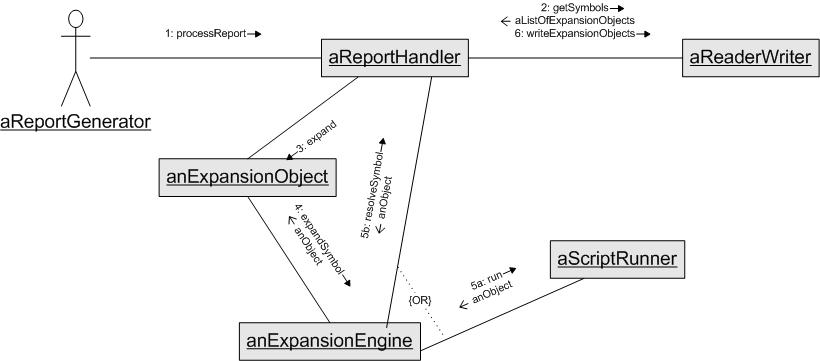 2: getSymbols
aListOfExpansionObjects
1: processReport
6: writeExpansionObjects
aReportHandler
aReaderWriter
aReportGenerator
3: expand
anExpansionObject
5b: resolveSymbol
anObject
4: expandSymbol
anObject
aScriptRunner
5a: run
anObject
{OR}
anExpansionEngine